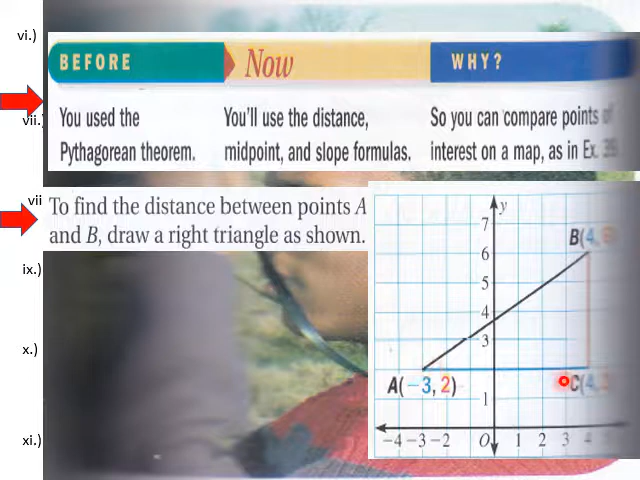 vi.)
BEFORE Now WHY?
vii.) You used the You'll use the distance, So you can compare points of
Pythagorean theorem. midpoint, and slope formulas. interest on a map, as in Ex.
vii To find the distance between points A
and B, draw a right triangle as shown.
ix.)
x.)
xi.)
y
7
B(4,
6
5
4
3
A(−3, 2) C(4,
1
−4 −3 −2 O 1 2 3 4